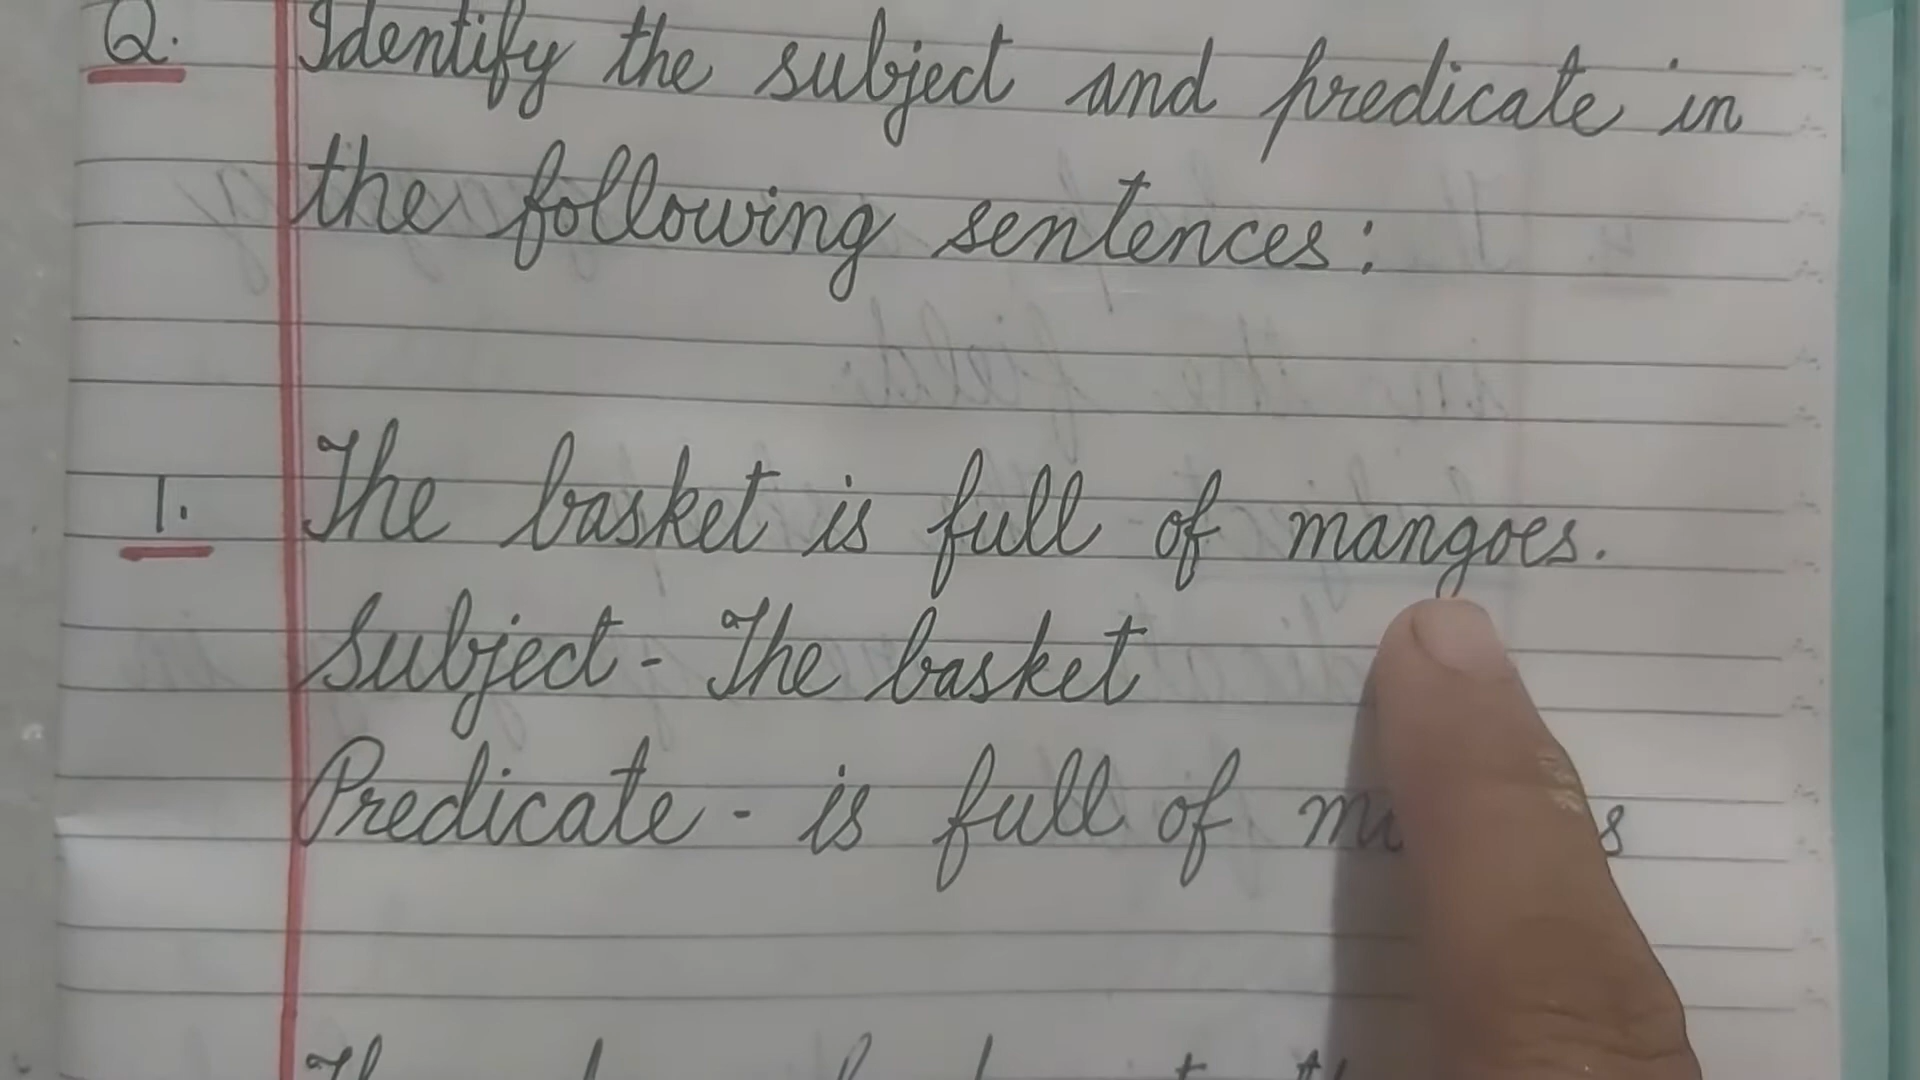 Q. Identify the subject and predicate in
the following sentences:
1. The basket is full of mangoes.
Subject - The basket
Predicate - is full of